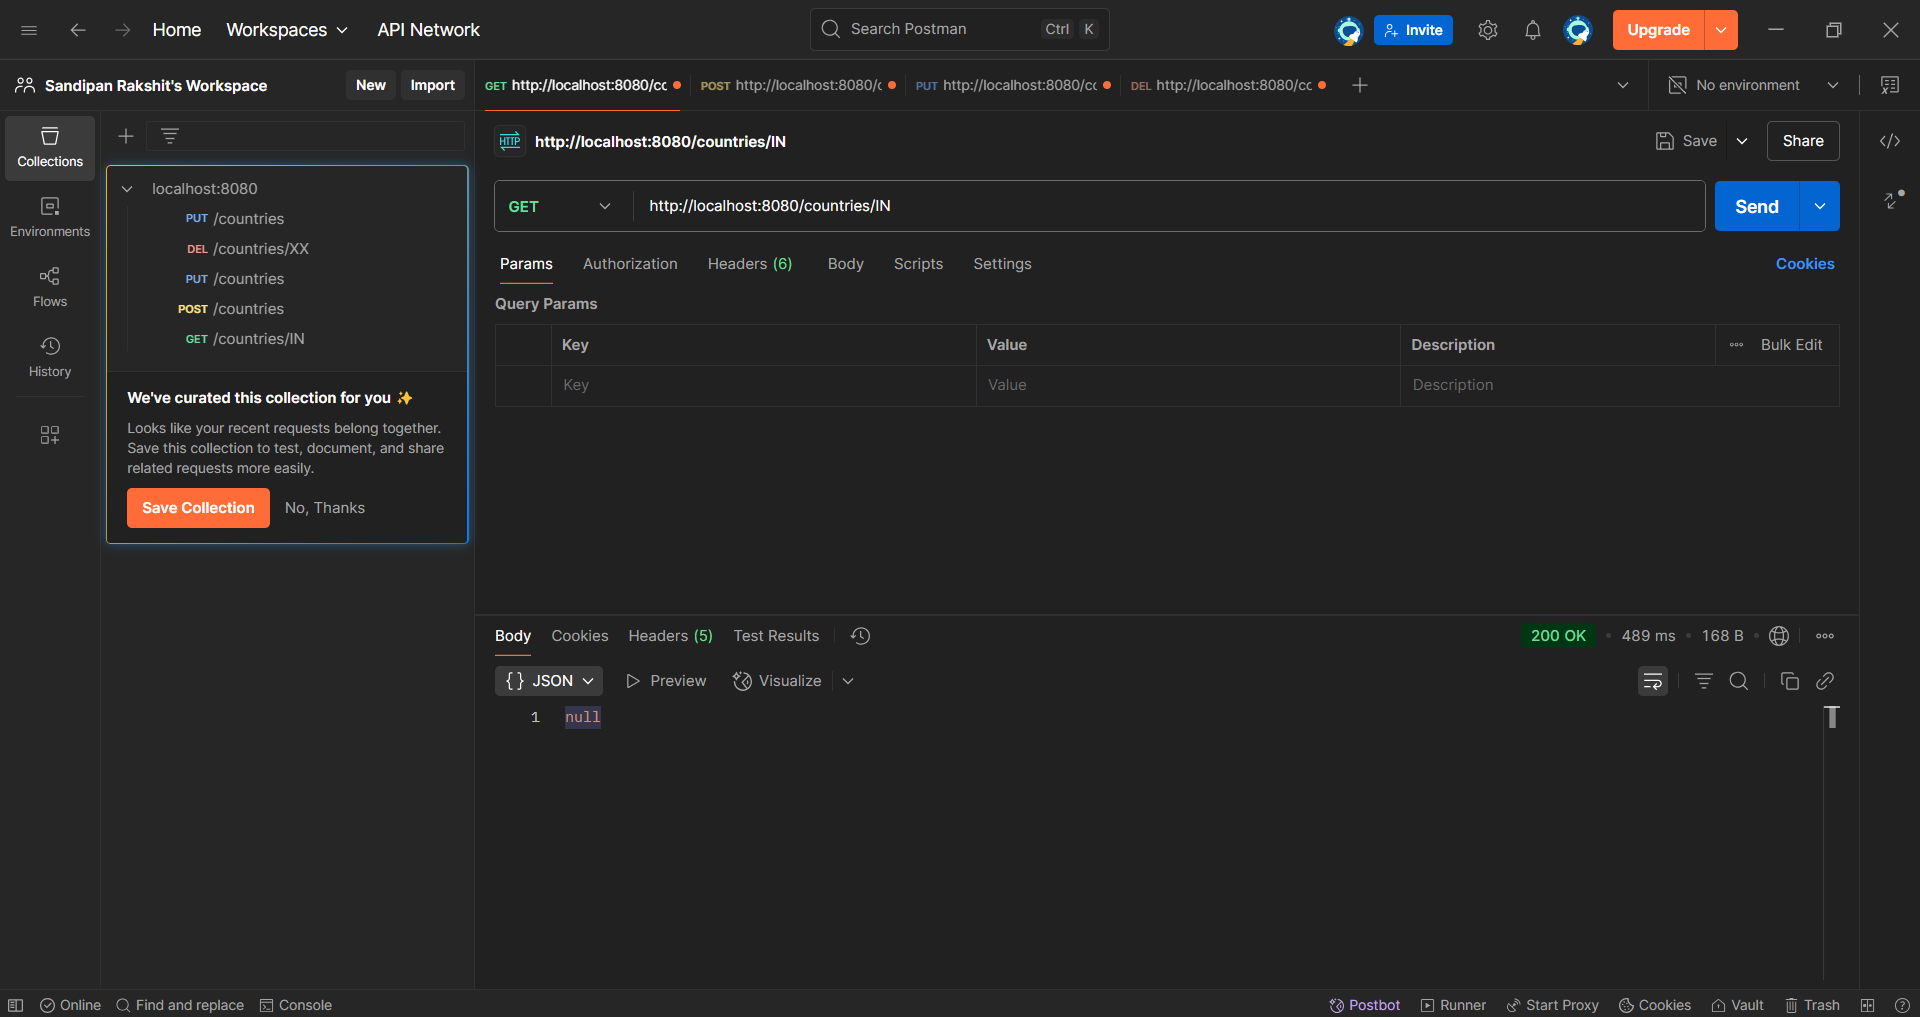 Home Workspaces API Network Search Postman Ctrl K Invite Upgrade
Sandipan Rakshit's Workspace New Import
GET http://localhost:8080/cc POST http://localhost:8080/c PUT http://localhost:8080/cc DEL http://localhost:8080/cc No environment
Collections
Environments
Flows
History
localhost:8080
PUT /countries
DEL /countries/XX
PUT /countries
POST /countries
GET /countries/IN
We've curated this collection for you ✨
Looks like your recent requests belong together.
Save this collection to test, document, and share
related requests more easily.
Save Collection No, Thanks
HTTP http://localhost:8080/countries/IN Save Share
GET http://localhost:8080/countries/IN Send
Params Authorization Headers (6) Body Scripts Settings Cookies
Query Params
Key Value Description Bulk Edit
Key Value Description
Body Cookies Headers (5) Test Results 200 OK • 489 ms • 168 B
{} JSON Preview Visualize
1 null
Online Find and replace Console Postbot Runner Start Proxy Cookies Vault Trash